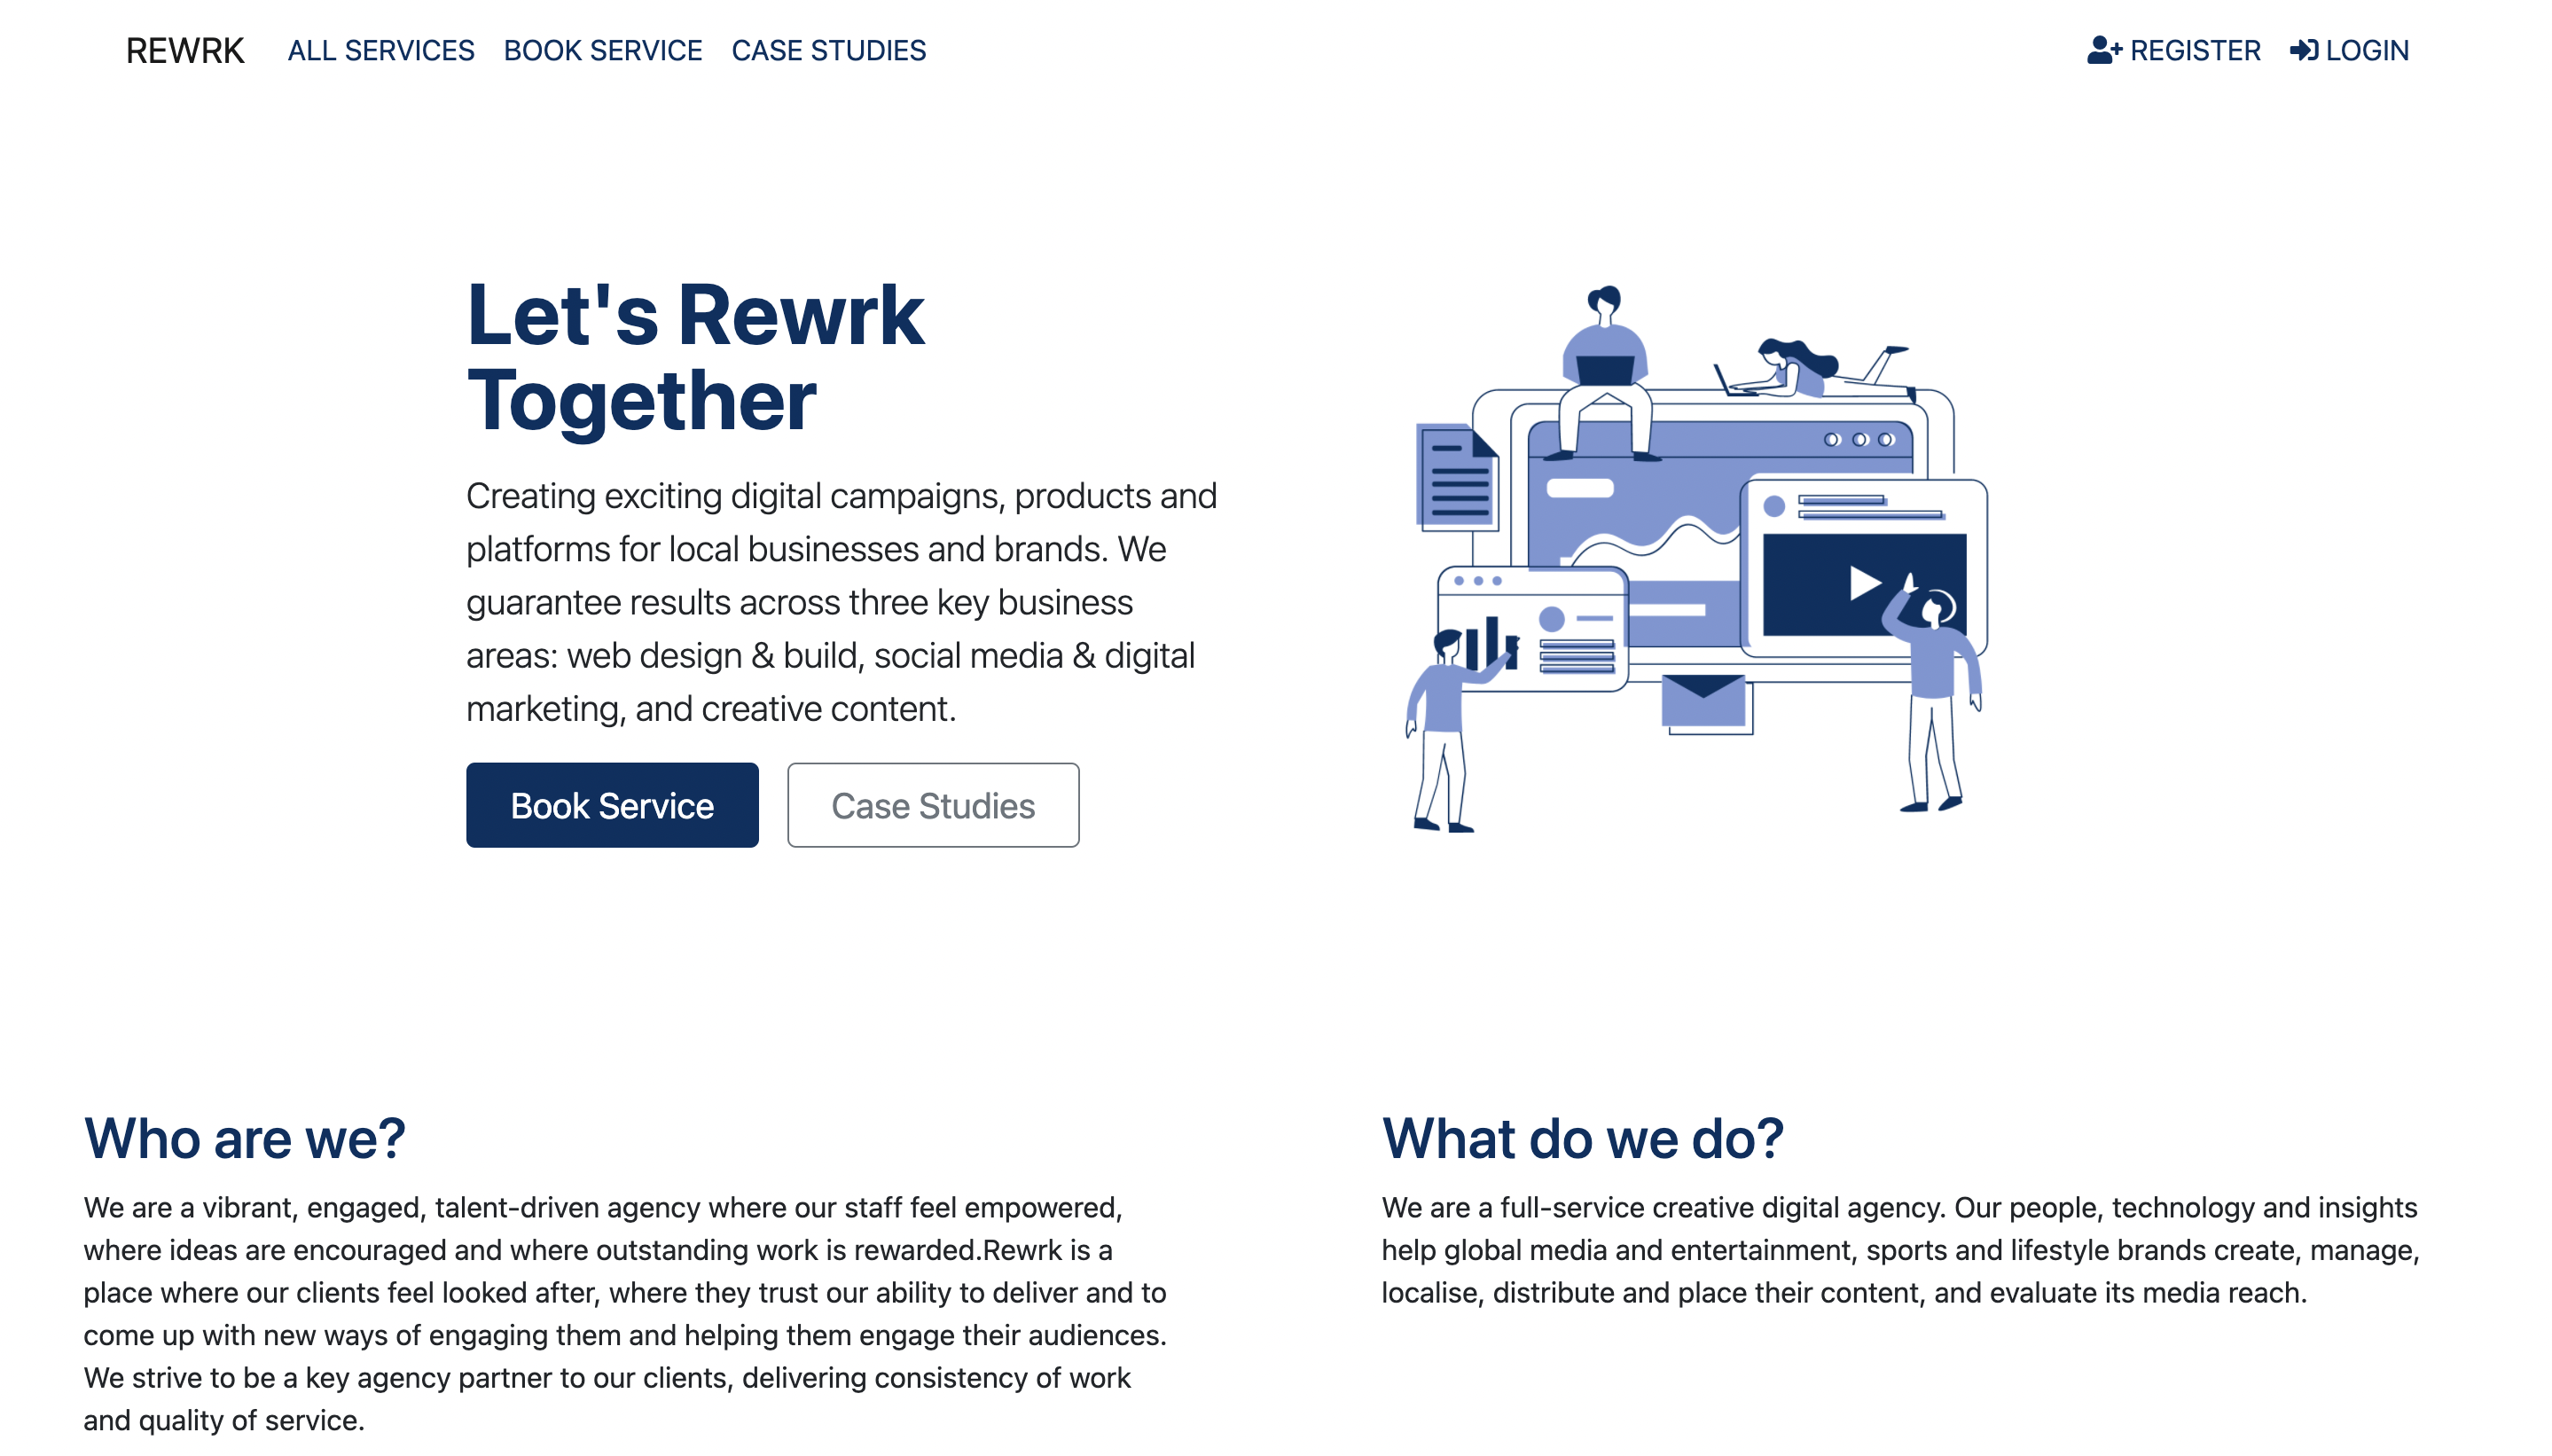 REWRK ALL SERVICES BOOK SERVICE CASE STUDIES REGISTER LOGIN
Let's Rewrk
Together
Creating exciting digital campaigns, products and
platforms for local businesses and brands. We
guarantee results across three key business
areas: web design & build, social media & digital
marketing, and creative content.
Book Service Case Studies
Who are we?
We are a vibrant, engaged, talent-driven agency where our staff feel empowered,
where ideas are encouraged and where outstanding work is rewarded.Rewrk is a
place where our clients feel looked after, where they trust our ability to deliver and to
come up with new ways of engaging them and helping them engage their audiences.
We strive to be a key agency partner to our clients, delivering consistency of work
and quality of service.
What do we do?
We are a full-service creative digital agency. Our people, technology and insights
help global media and entertainment, sports and lifestyle brands create, manage,
localise, distribute and place their content, and evaluate its media reach.